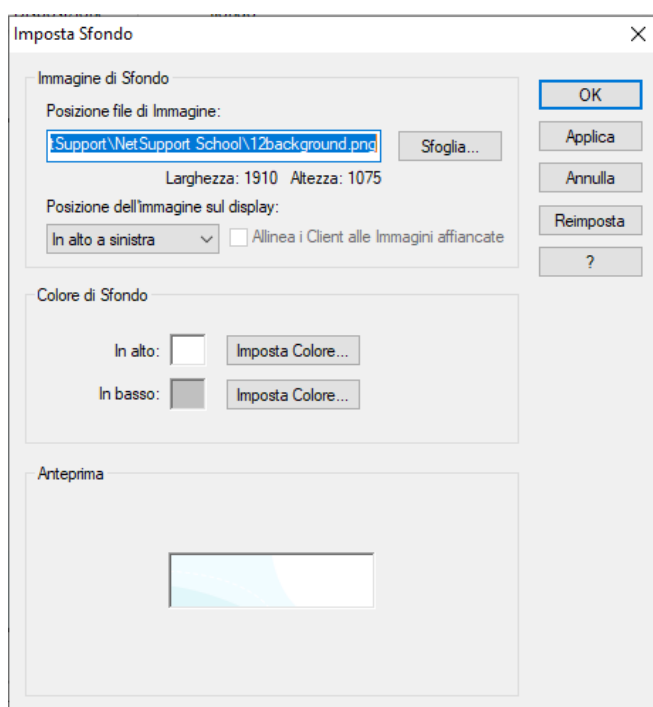 Imposta Sfondo
Immagine di Sfondo
Posizione file di Immagine:
tSupport\NetSupport School\12background.png
Sfoglia...
Larghezza: 1910 Altezza: 1075
Posizione dell'immagine sul display:
In alto a sinistra
Allinea i Client alle Immagini affiancate
OK
Applica
Annulla
Reimposta
?
Colore di Sfondo
In alto:
Imposta Colore...
In basso:
Imposta Colore...
Anteprima